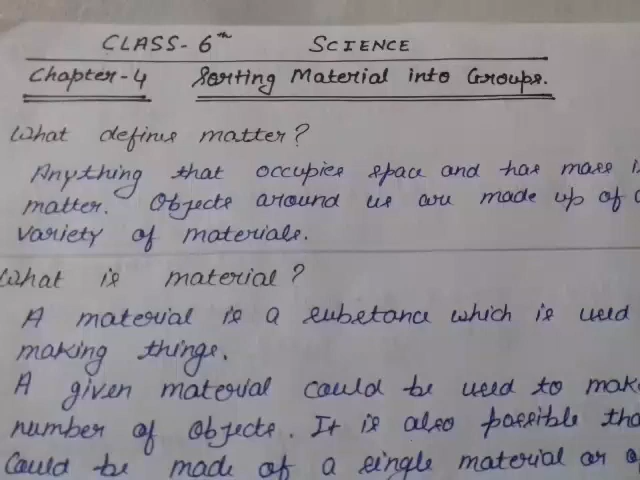 CLASS- 6th SCIENCE
Chapter-4 Sorting Material into Groups.
What defines matter?
Anything that occupies space and has mass i
matter. Objects around us are made up of a
variety of materials.
What is material?
A material is a substance which is used
making things.
A given material could be used to make
number of objects. It is also possible tha
could be made of a single material or of